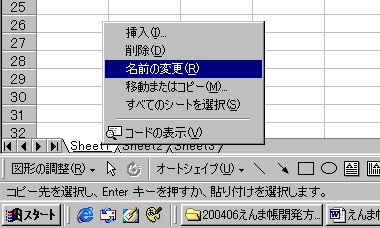 25
26
27
28
29
30
31
32
挿入(I)...
削除(D)
名前の変更(R)
移動またはコピー(M)...
すべてのシートを選択(S)
コードの表示(V)
Sheet1 Sheet2 Sheet3
図形の調整(R) オートシェイプ(U)
コピー先を選択し、Enter キーを押すか、貼り付けを選択します。
スタート 200406えんま帳開発方... えんま帳